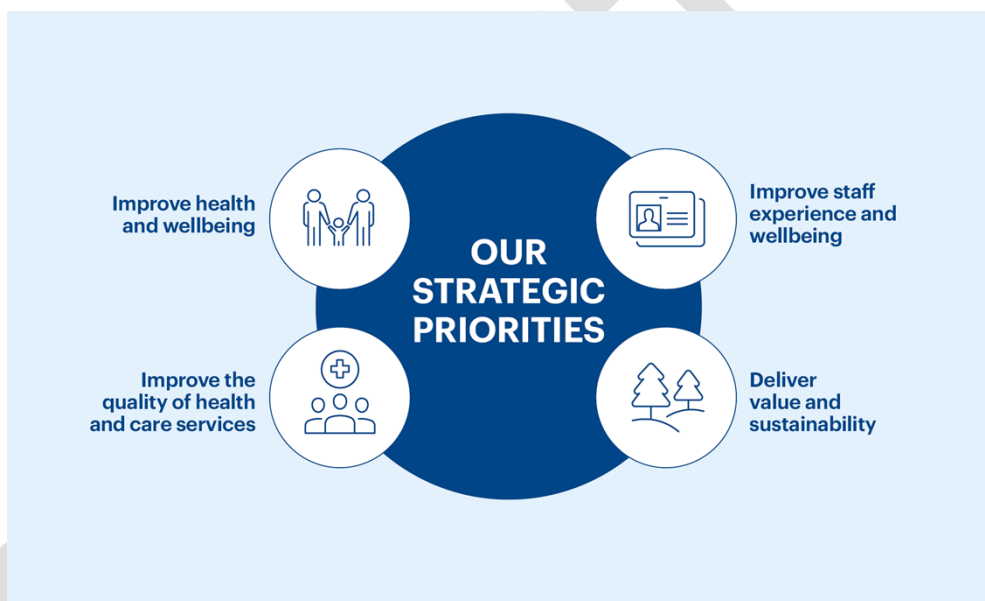 Improve health
and wellbeing
Improve staff
experience and
wellbeing
OUR
STRATEGIC
PRIORITIES
Improve the
quality of health
and care services
Deliver
value and
sustainability